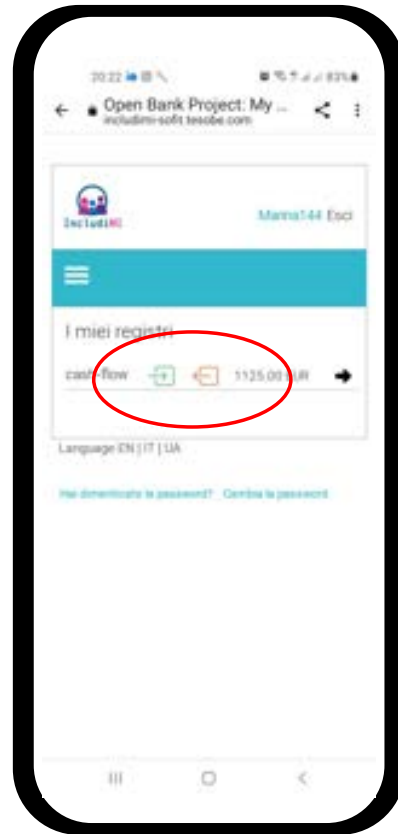 20:22 83%
Open Bank Project: My ...
includimi-sofit.tesobe.com
IncludiMi
Marina144 Esci
I miei registri
cash-flow 1125.00 EUR
Language EN | IT | UA
Hai dimenticato la password? Cambia la password